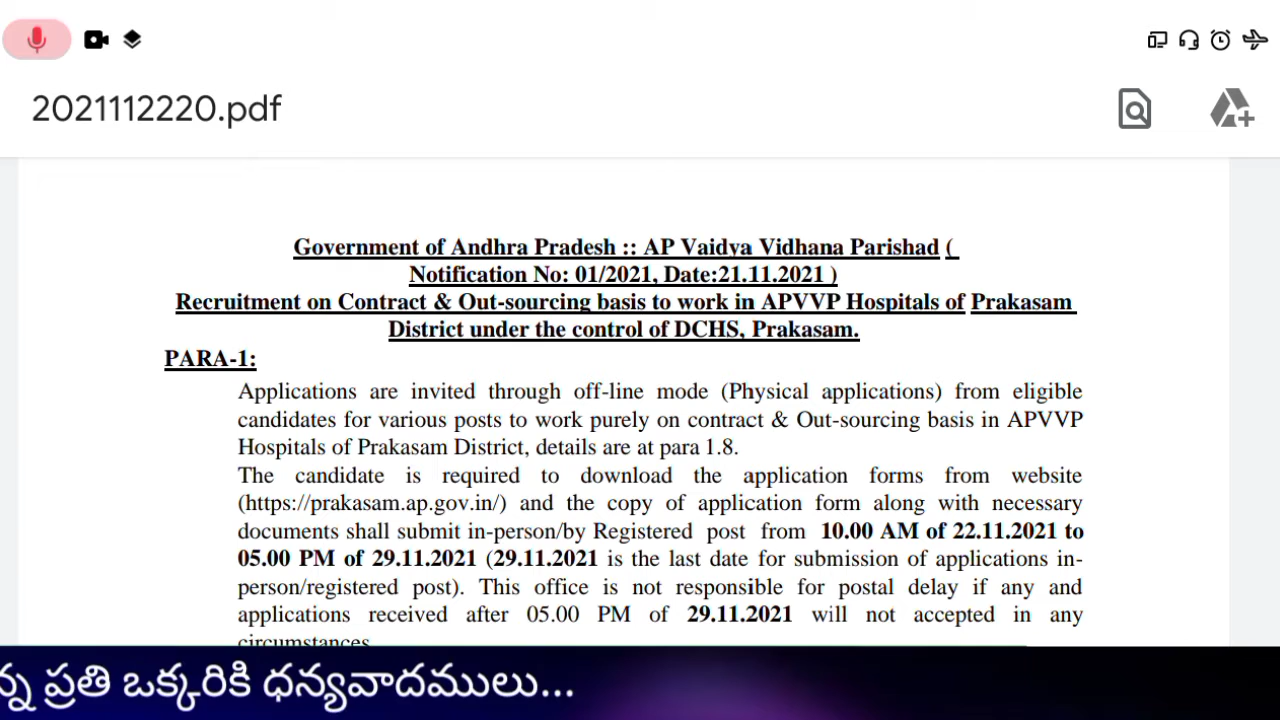 2021112220.pdf
Government of Andhra Pradesh :: AP Vaidya Vidhana Parishad (
Notification No: 01/2021, Date:21.11.2021 )
Recruitment on Contract & Out-sourcing basis to work in APVVP Hospitals of Prakasam
District under the control of DCHS, Prakasam.
PARA-1:
Applications are invited through off-line mode (Physical applications) from eligible
candidates for various posts to work purely on contract & Out-sourcing basis in APVVP
Hospitals of Prakasam District, details are at para 1.8.
The candidate is required to download the application forms from website
(https://prakasam.ap.gov.in/) and the copy of application form along with necessary
documents shall submit in-person/by Registered post from 10.00 AM of 22.11.2021 to
05.00 PM of 29.11.2021 (29.11.2021 is the last date for submission of applications in-
person/registered post). This office is not responsible for postal delay if any and
applications received after 05.00 PM of 29.11.2021 will not accepted in any
circumstances.
ప్రతి ఒక్కరికి ధన్యవాదములు...